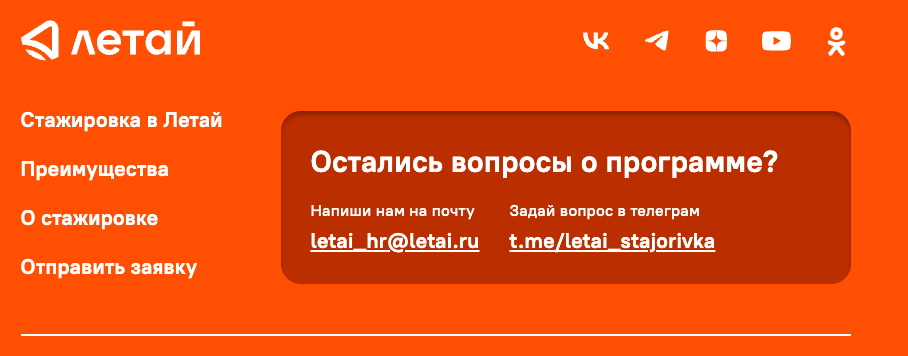 летай
Стажировка в Летай
Преимущества
О стажировке
Отправить заявку
Остались вопросы о программе?
Напиши нам на почту
letai_hr@letai.ru
Задай вопрос в телеграм
t.me/letai_stajorivka